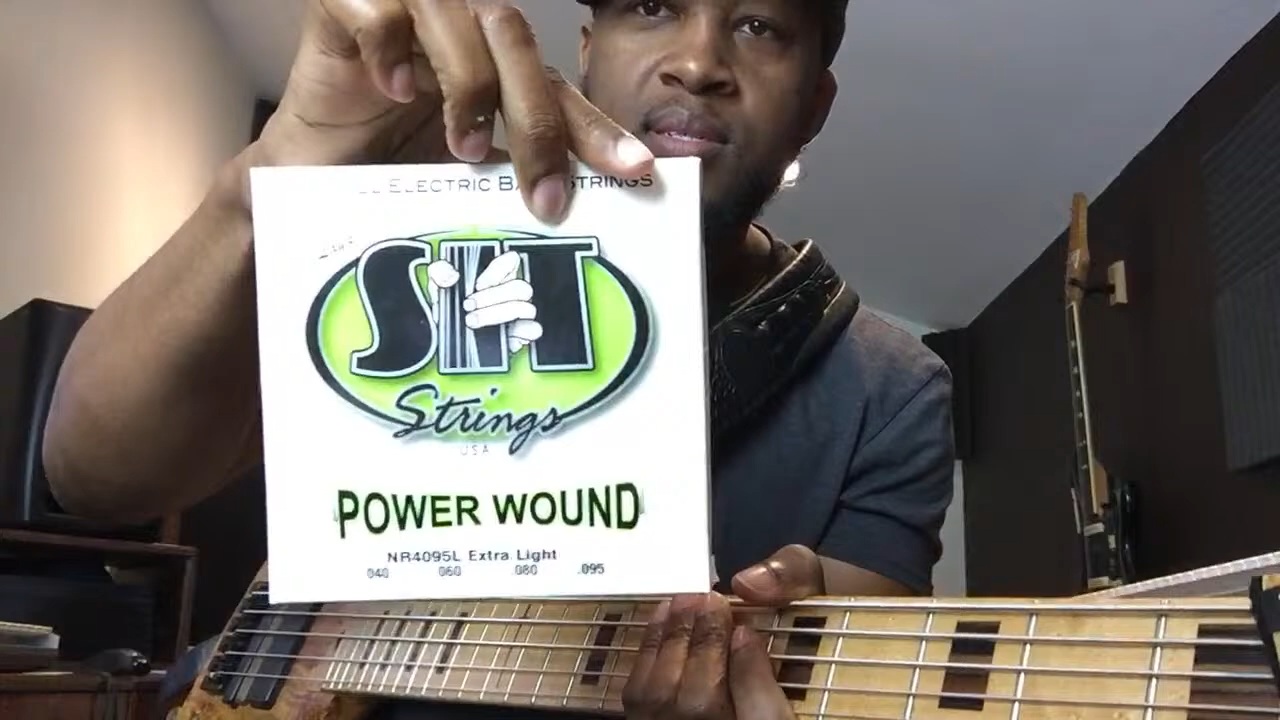 ELECTRIC BA STRINGS
SIT
Strings
USA
POWER WOUND
NR4095L Extra Light
.040 .060 .080 .095